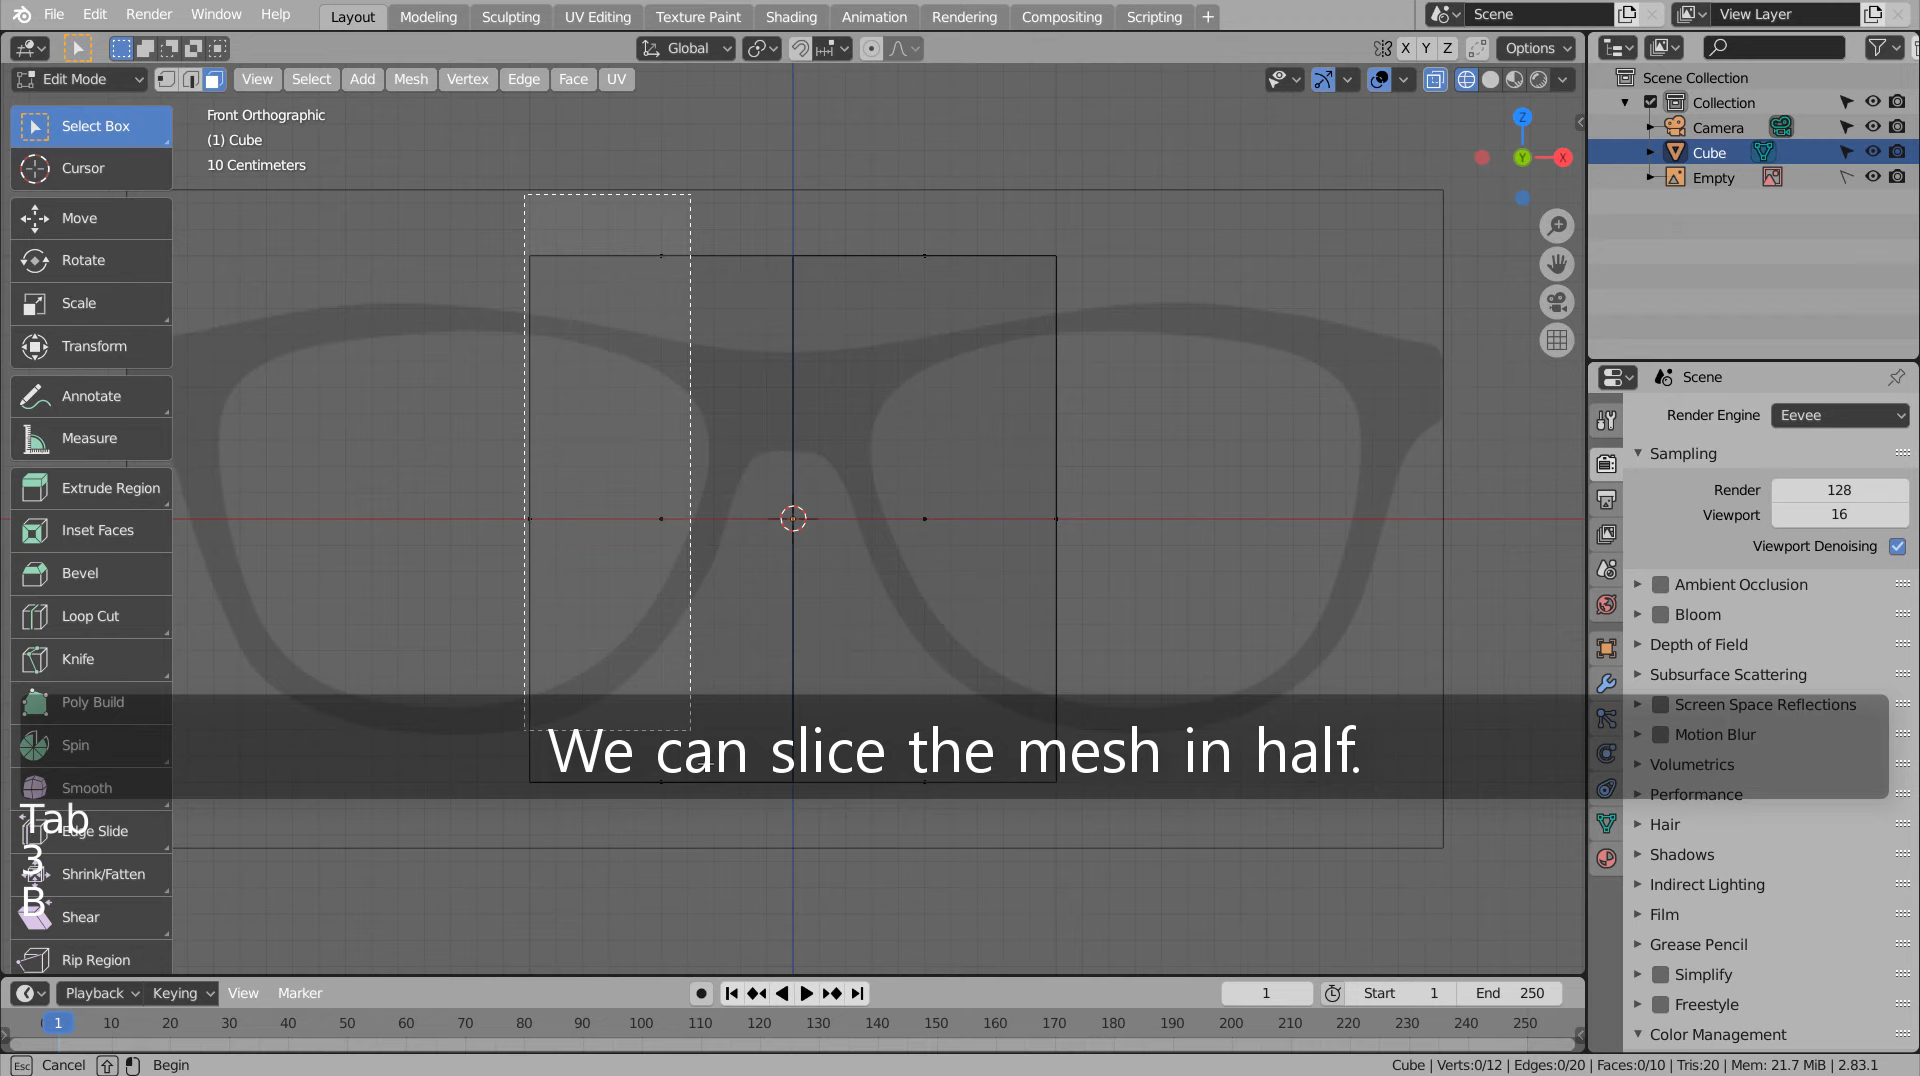 File Edit Render Window Help Layout Modeling Sculpting UV Editing Texture Paint Shading Animation Rendering Compositing Scripting + Scene View Layer
Global X Y Z Options
Edit Mode View Select Add Mesh Vertex Edge Face UV
Select Box
Cursor
Move
Rotate
Scale
Transform
Annotate
Measure
Extrude Region
Inset Faces
Bevel
Loop Cut
Knife
Poly Build
Spin
Smooth
Edge Slide
Shrink/Fatten
Shear
Rip Region
Front Orthographic
(1) Cube
10 Centimeters
Z
Y
X
We can slice the mesh in half.
Tab
3
B
Scene Collection
Collection
Camera
Cube
Empty
Scene
Render Engine Eevee
Sampling
Render 128
Viewport 16
Viewport Denoising
Ambient Occlusion
Bloom
Depth of Field
Subsurface Scattering
Screen Space Reflections
Motion Blur
Volumetrics
Performance
Hair
Shadows
Indirect Lighting
Film
Grease Pencil
Simplify
Freestyle
Color Management
Playback Keying View Marker 1 Start 1 End 250
1 10 20 30 40 50 60 70 80 90 100 110 120 130 140 150 160 170 180 190 200 210 220 230 240 250
Esc Cancel Begin Cube | Verts:0/12 | Edges:0/20 | Faces:0/10 | Tris:20 | Mem: 21.7 MiB | 2.83.1